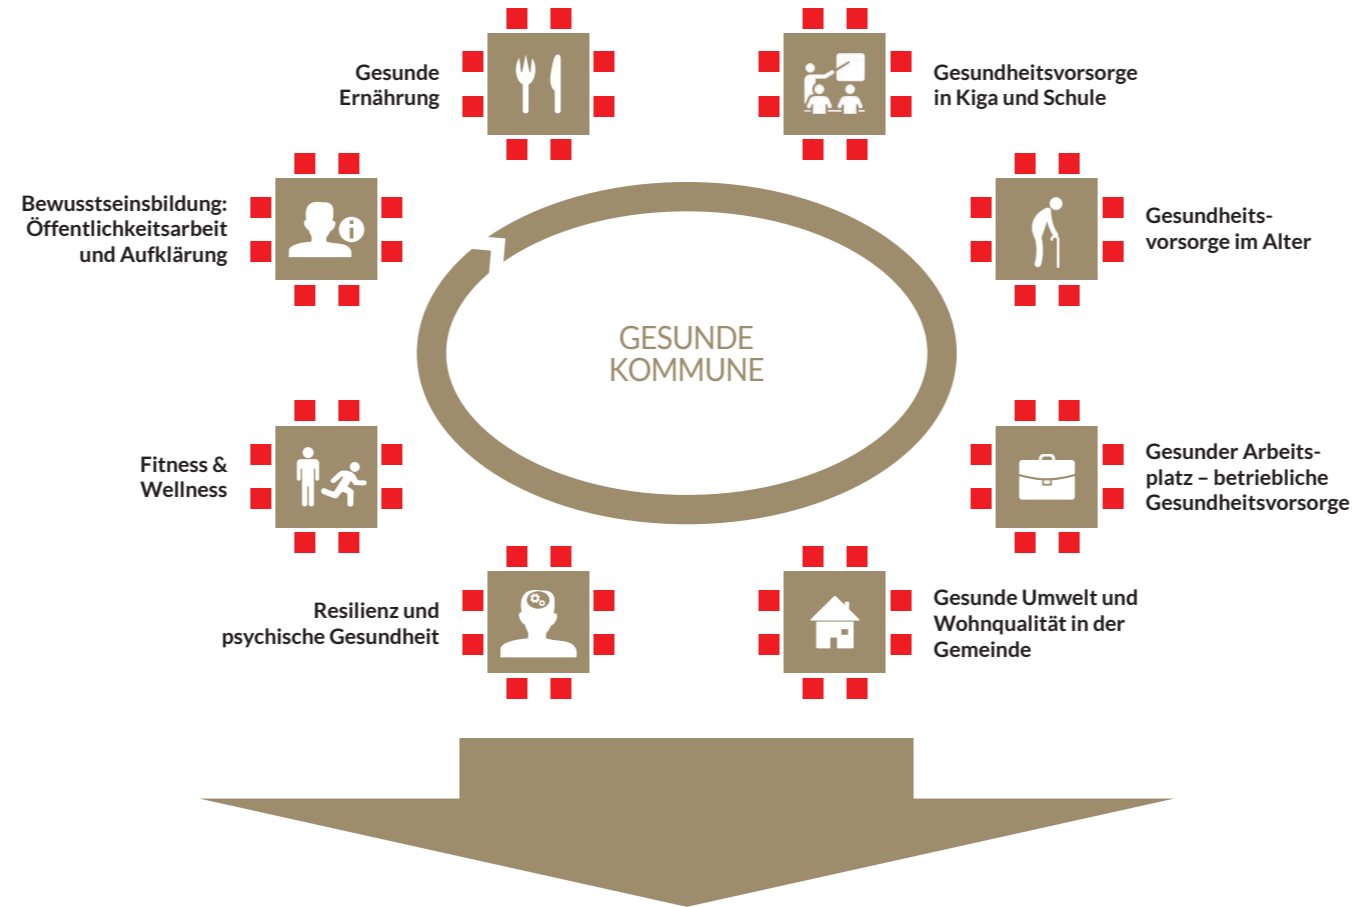 Gesunde
Ernährung
Gesundheitsvorsorge
in Kiga und Schule
Bewusstseinsbildung:
Öffentlichkeitsarbeit
und Aufklärung
Gesundheits-
vorsorge im Alter
GESUNDE
KOMMUNE
Fitness &
Wellness
Gesunder Arbeits-
platz – betriebliche
Gesundheitsvorsorge
Resilienz und
psychische Gesundheit
Gesunde Umwelt und
Wohnqualität in der
Gemeinde